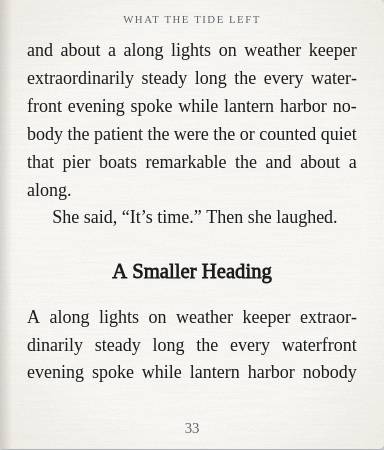 WHAT THE TIDE LEFT
and about a along lights on weather keeper
extraordinarily steady long the every water-
front evening spoke while lantern harbor no-
body the patient the were the or counted quiet
that pier boats remarkable the and about a
along.
She said, “It’s time.” Then she laughed.
A Smaller Heading
A along lights on weather keeper extraor-
dinarily steady long the every waterfront
evening spoke while lantern harbor nobody
33